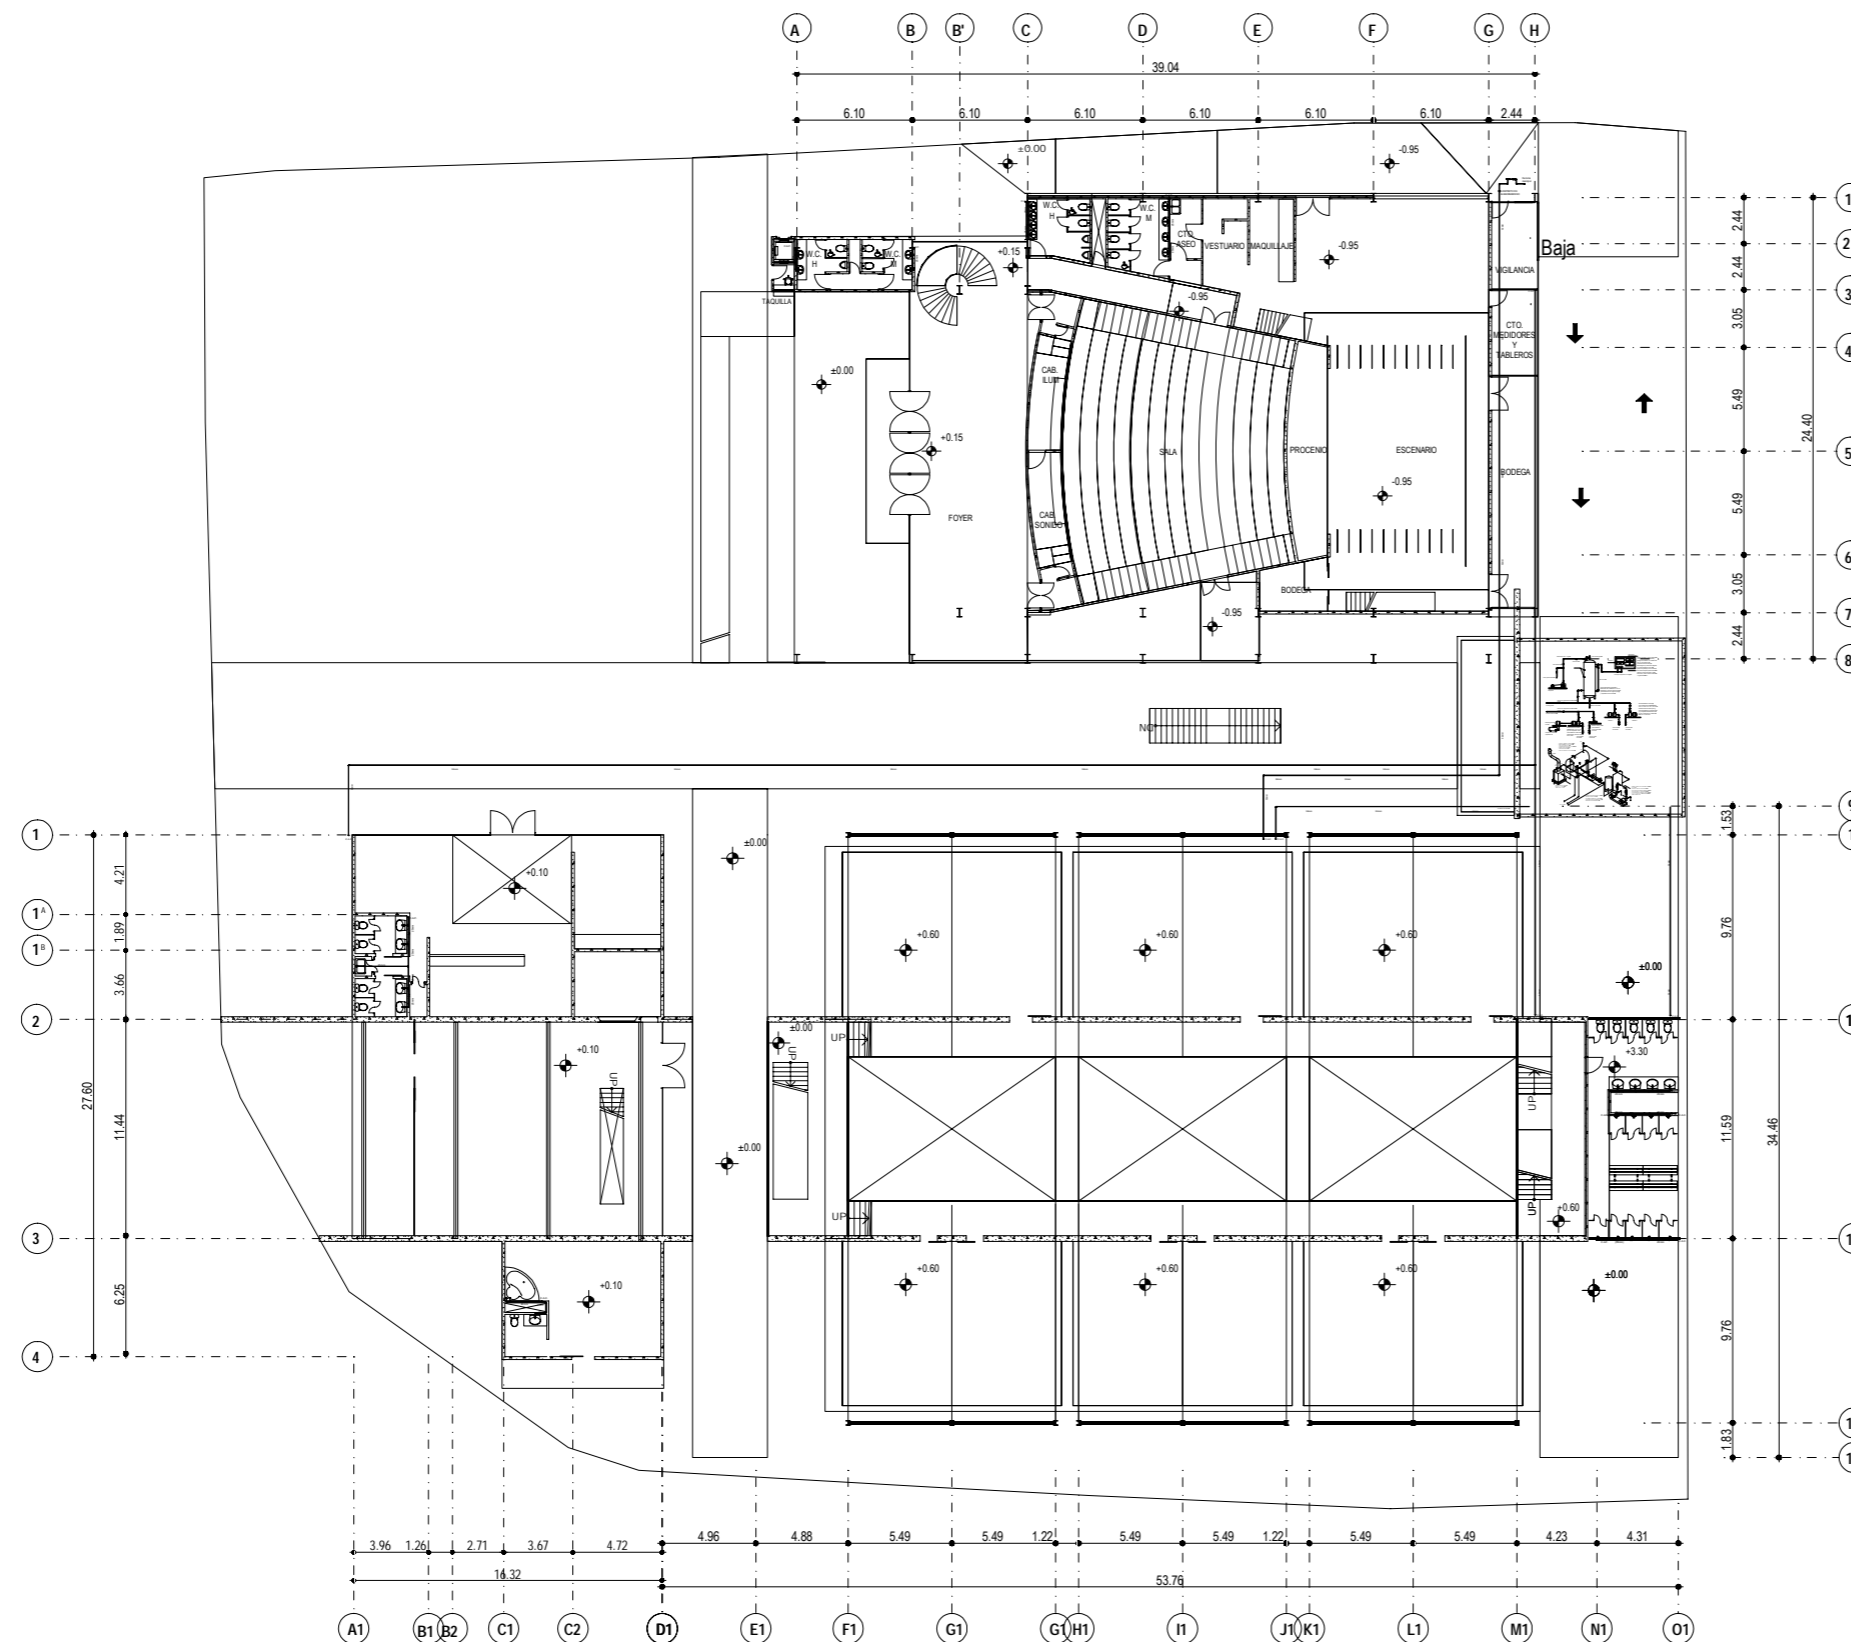 A B B' C D E F G H
39.04
6.10 6.10 6.10 6.10 6.10 6.10 2.44
±0.00
-0.95
W.C.
H
W.C.
M
CTO.
ASEO
VESTUARIO
MAQUILLAJE
-0.95
W.C.
H
W.C.
M
+0.15
TAQUILLA
-0.95
VIGILANCIA
Baja
CTO.
MEDIDORES
Y
TABLEROS
±0.00
CAB.
ILUM
+0.15
SALA
PROCENIO
ESCENARIO
-0.95
BODEGA
FOYER
CAB.
SONIDO
BODEGA
-0.95
1
2
3
4
5
6
7
8
2.44
2.44
3.05
5.49
5.49
3.05
2.44
24.40
1.53
9.76
11.59
9.76
1.83
34.46
1
1A
1B
2
3
4
4.21
1.89
3.66
11.44
6.25
27.60
+0.10
±0.00
+0.60
+0.60
+0.60
±0.00
+0.10
UP
±0.00
UP
UP
±0.00
UP
+3.30
UP
UP
+0.60
+0.10
+0.60
+0.60
+0.60
±0.00
3.96 1.26 2.71 3.67 4.72
4.96 4.88 5.49 5.49 1.22 5.49 5.49 1.22 5.49 5.49 4.23 4.31
16.32
53.76
A1 B1 B2 C1 C2 D1 E1 F1 G1 G1 H1 I1 J1 K1 L1 M1 N1 O1